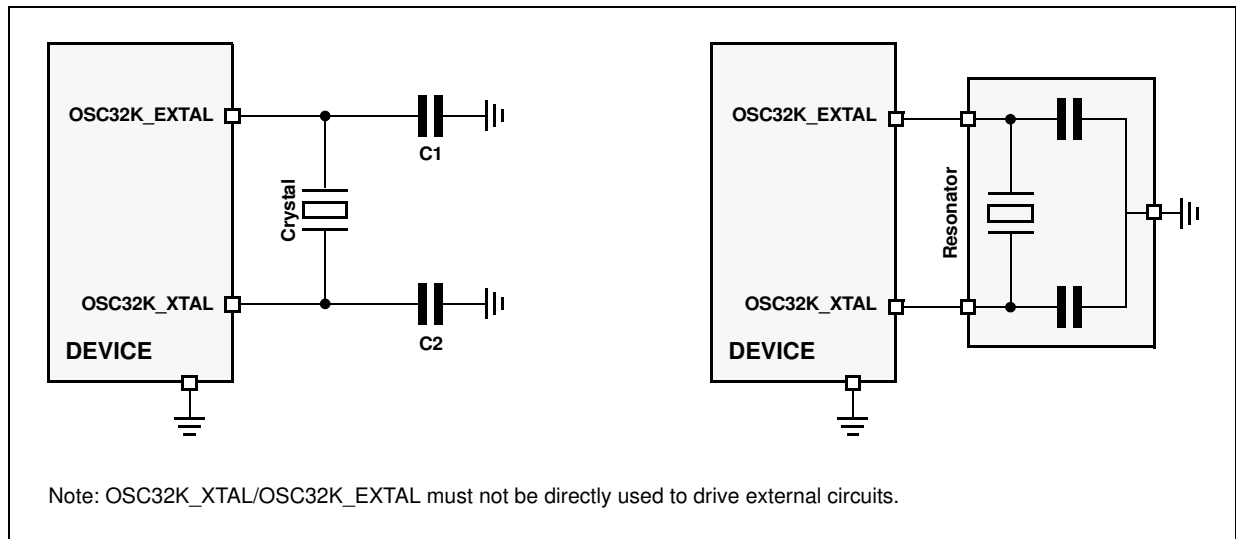 OSC32K_EXTAL
C1
Crystal
OSC32K_XTAL
C2
DEVICE
OSC32K_EXTAL
Resonator
OSC32K_XTAL
DEVICE
Note: OSC32K_XTAL/OSC32K_EXTAL must not be directly used to drive external circuits.